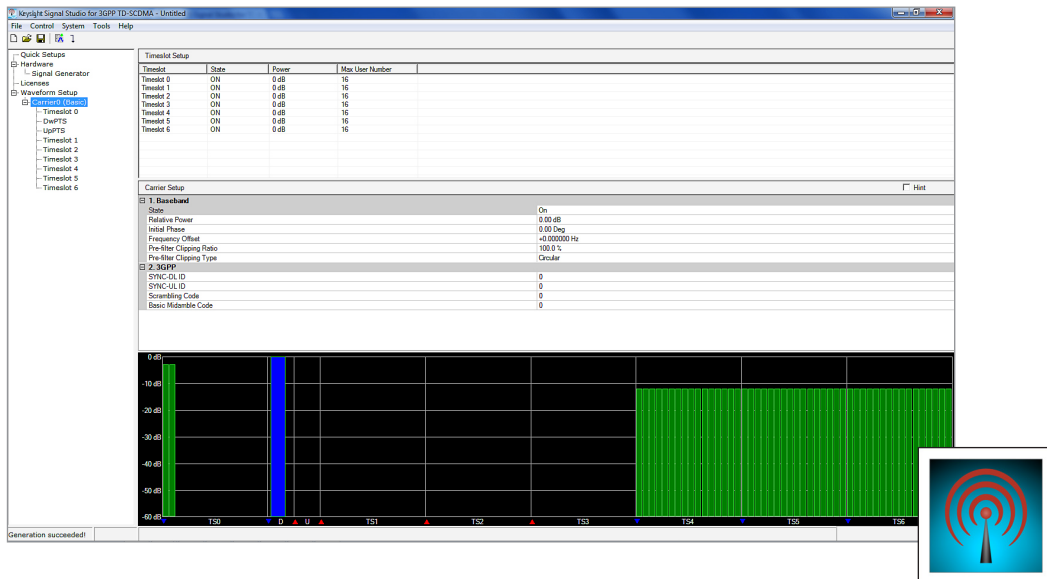 Keysight Signal Studio for 3GPP TD-SCDMA - Untitled
File Control System Tools Help
Quick Setups
Hardware
Signal Generator
Licenses
Waveform Setup
Carrier0 (Basic)
Timeslot 0
DwPTS
UpPTS
Timeslot 1
Timeslot 2
Timeslot 3
Timeslot 4
Timeslot 5
Timeslot 6
Timeslot Setup
Timeslot State Power Max User Number
Timeslot 0 ON 0 dB 16
Timeslot 1 ON 0 dB 16
Timeslot 2 ON 0 dB 16
Timeslot 3 ON 0 dB 16
Timeslot 4 ON 0 dB 16
Timeslot 5 ON 0 dB 16
Timeslot 6 ON 0 dB 16
Carrier Setup Hint
1. Baseband
State On
Relative Power 0.00 dB
Initial Phase 0.00 Deg
Frequency Offset +0.000000 Hz
Pre-filter Clipping Ratio 100.0 %
Pre-filter Clipping Type Circular
2. 3GPP
SYNC-DL ID 0
SYNC-UL ID 0
Scrambling Code 0
Basic Midamble Code 0
0 dB
-10 dB
-20 dB
-30 dB
-40 dB
-50 dB
-60 dB
TS0 D U TS1 TS2 TS3 TS4 TS5 TS6
Generation succeeded!